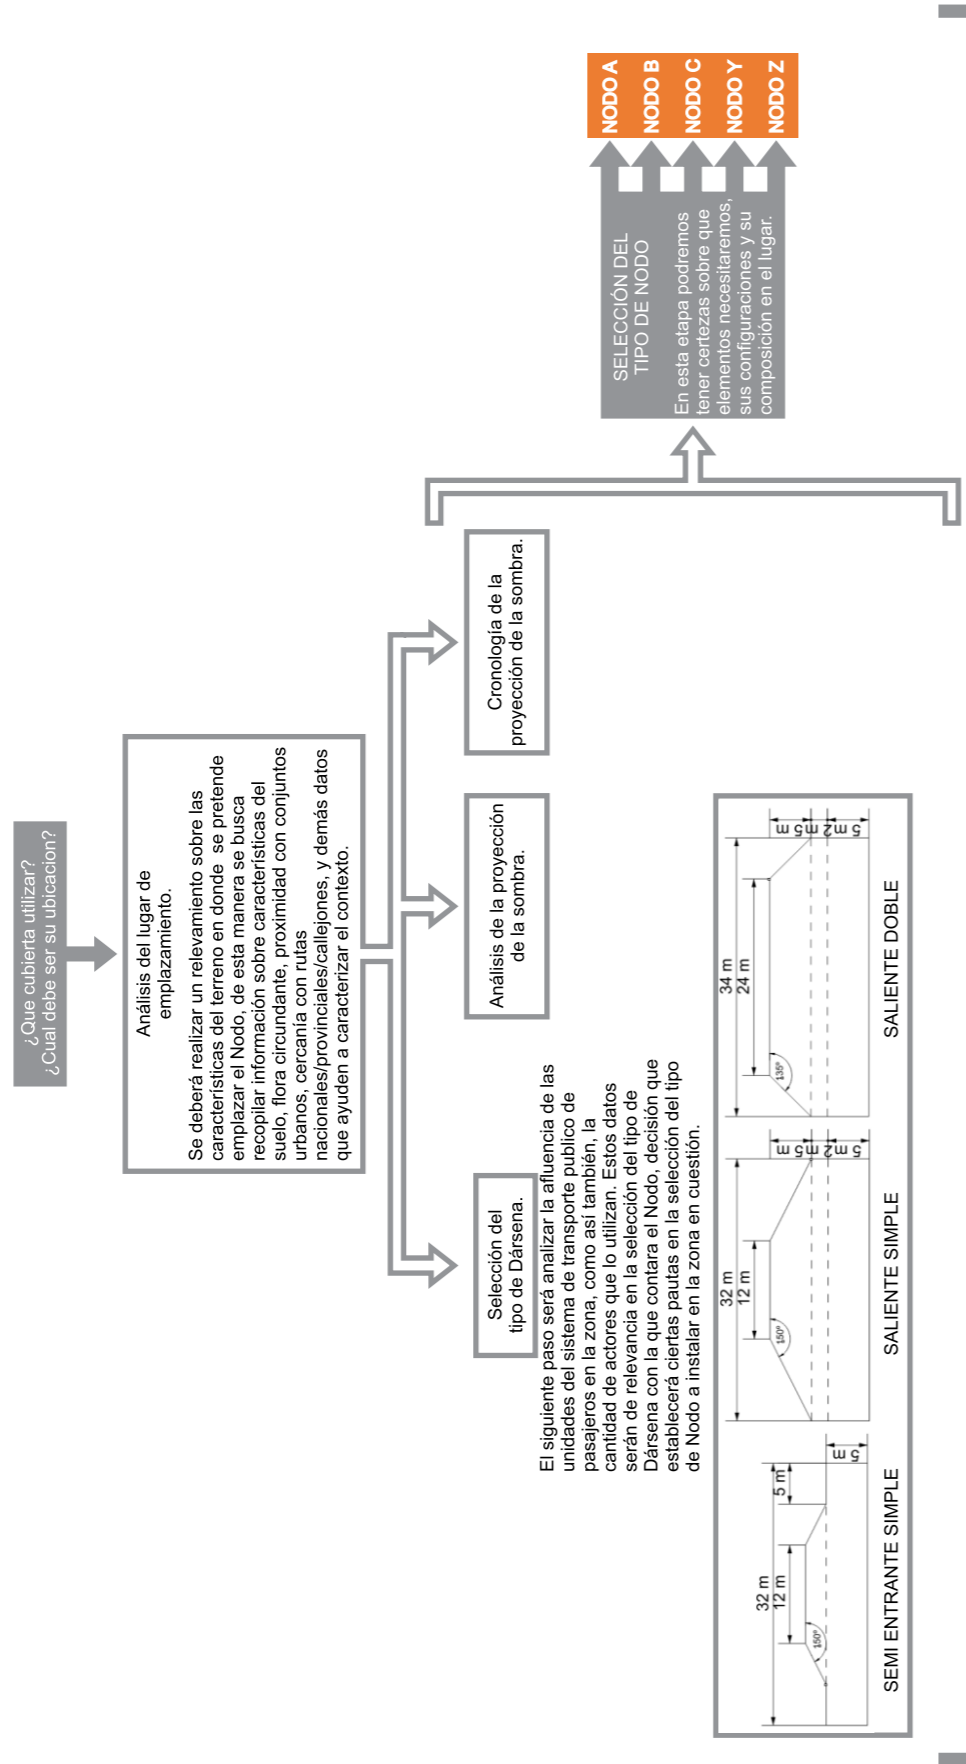 ¿Que cubierta utilizar?
¿Cual debe ser su ubicacion?
Análisis del lugar de
emplazamiento.
Se deberá realizar un relevamiento sobre las
características del terreno en donde  se pretende
emplazar el Nodo, de esta manera se busca
recopilar información sobre características del
suelo, flora circundante, proximidad con conjuntos
urbanos, cercanía con rutas
nacionales/provinciales/callejones, y demás datos
que ayuden a caracterizar el contexto.
Selección del
tipo de Dársena.
El siguiente paso será analizar la afluencia de las
unidades del sistema de transporte publico de
pasajeros en la zona, como así también, la
cantidad de actores que lo utilizan. Estos datos
serán de relevancia en la selección del tipo de
Dársena con la que contara el Nodo, decisión que
establecerá ciertas pautas en la selección del tipo
de Nodo a instalar en la zona en cuestión.
Análisis de la proyección
de la sombra.
Cronología de la
proyección de la sombra.
32 m
12 m
5 m
150º
5 m
SEMI ENTRANTE SIMPLE
32 m
12 m
150º
5 m
2 m
5 m
SALIENTE SIMPLE
34 m
24 m
135º
5 m
2 m
5 m
SALIENTE DOBLE
SELECCIÓN DEL
TIPO DE NODO
En esta etapa podremos
tener certezas sobre que
elementos necesitaremos,
sus configuraciones y su
composición en el lugar.
NODO A
NODO B
NODO C
NODO Y
NODO Z